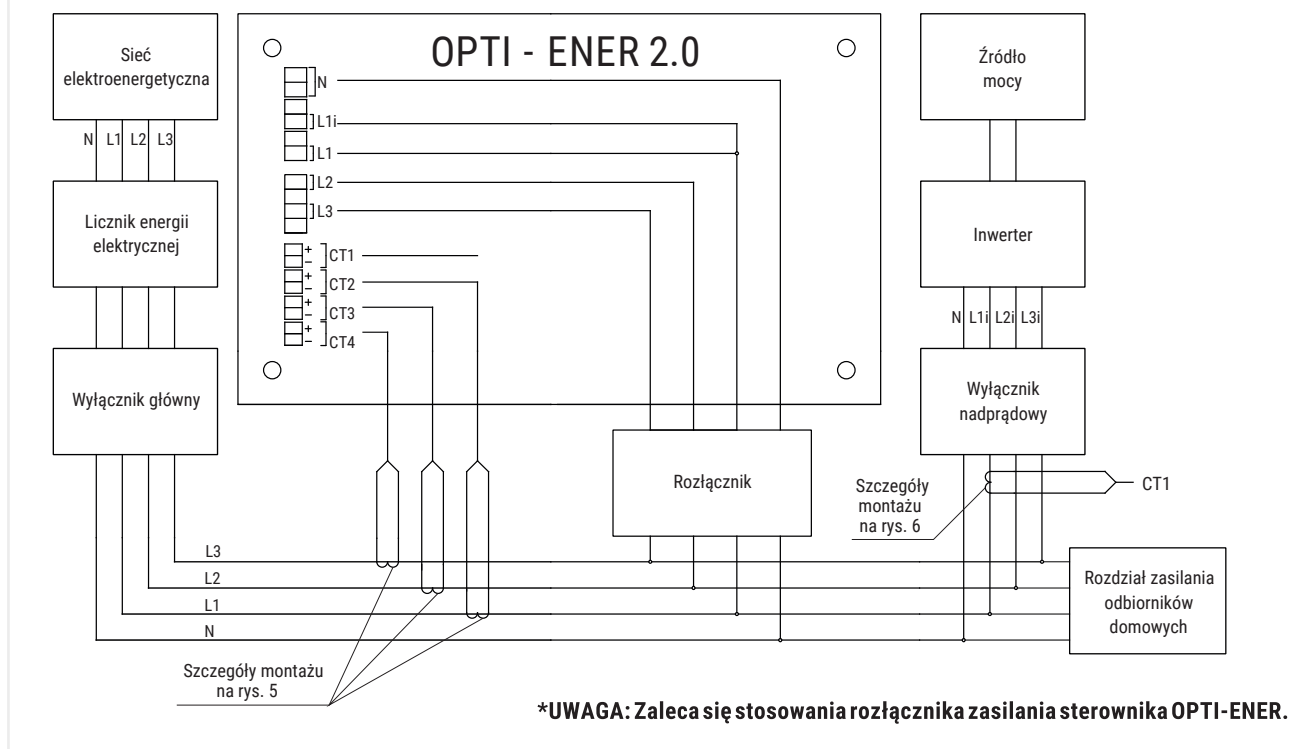 Sieć
elektroenergetyczna
N L1 L2 L3
Licznik energii
elektrycznej
Wyłącznik główny
OPTI - ENER 2.0
N
L1i
L1
L2
L3
+
–
CT1
+
–
CT2
+
–
CT3
+
–
CT4
Źródło
mocy
Inwerter
N L1i L2i L3i
Wyłącznik
nadprądowy
Rozłącznik
Szczegóły
montażu
na rys. 6
CT1
L3
L2
L1
N
Rozdział zasilania
odbiorników
domowych
Szczegóły montażu
na rys. 5
*UWAGA: Zaleca się stosowania rozłącznika zasilania sterownika OPTI-ENER.